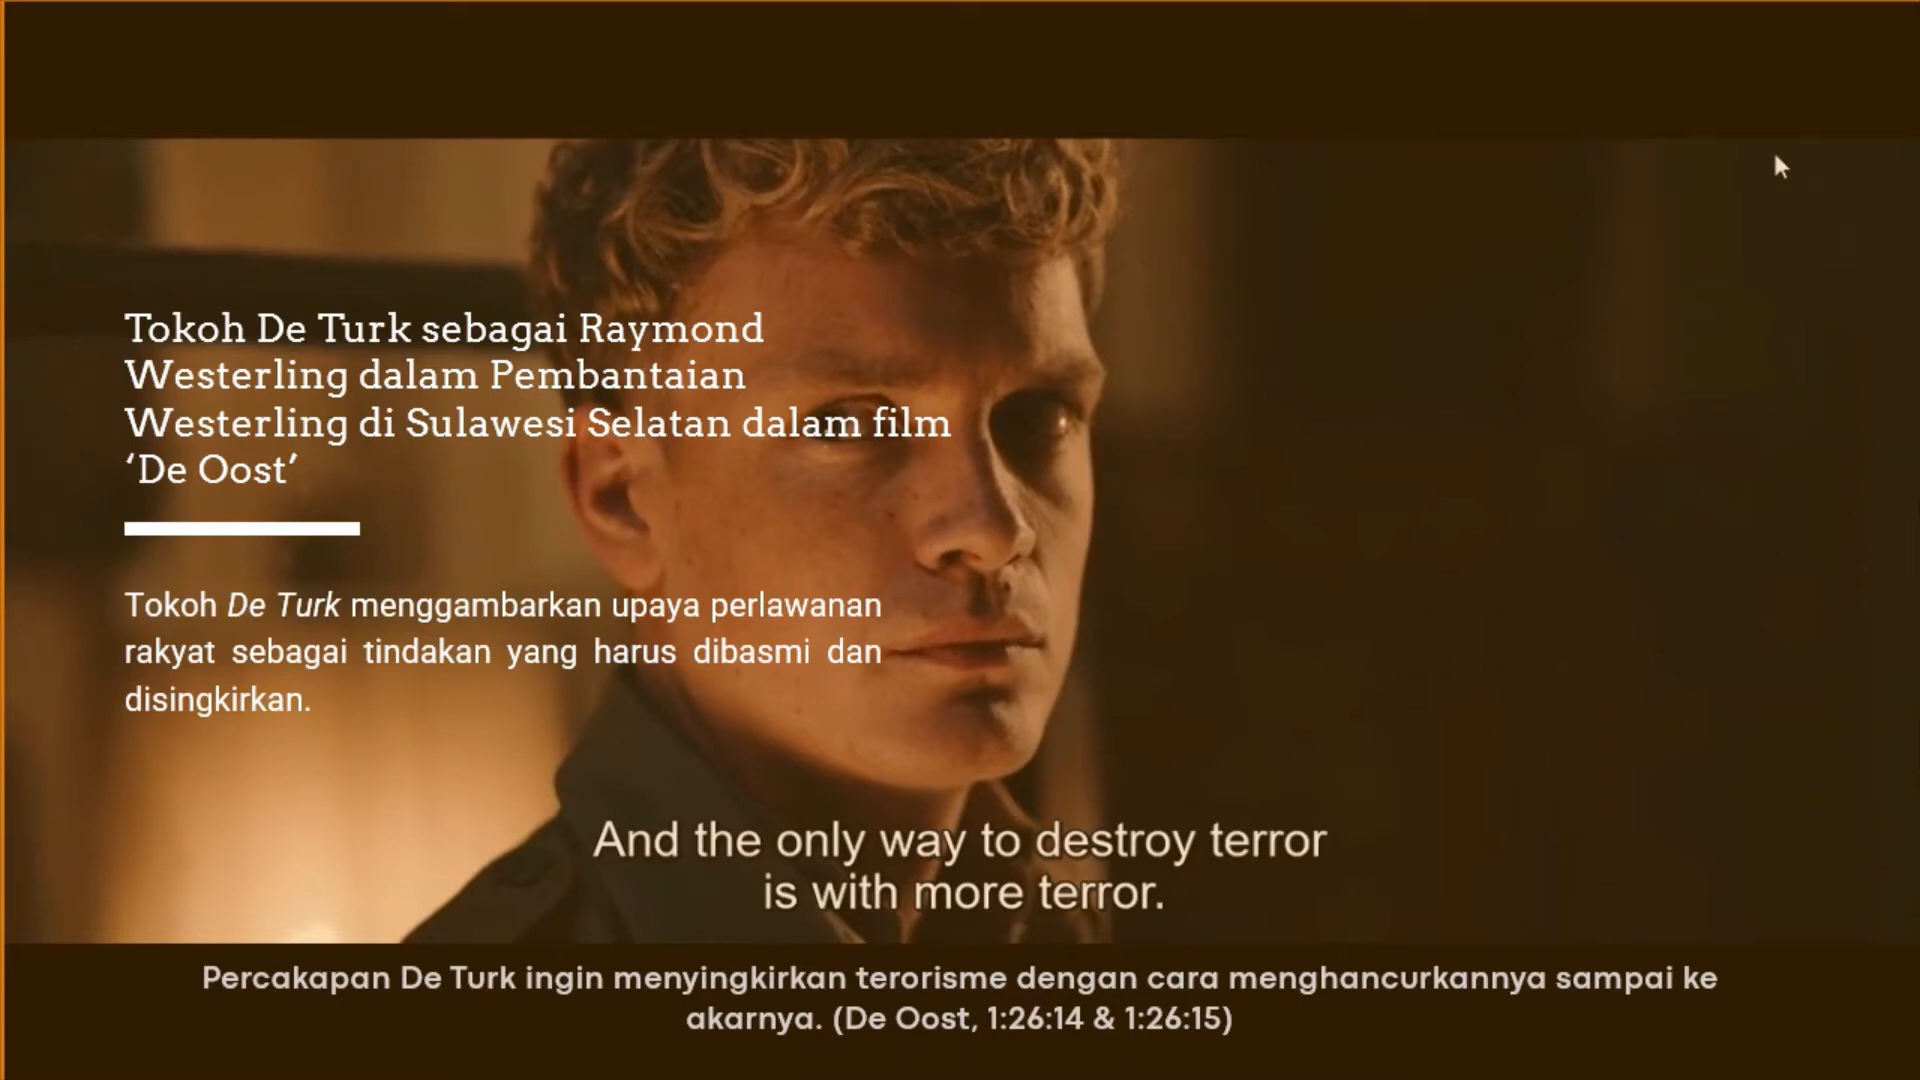 Tokoh De Turk sebagai Raymond
Westerling dalam Pembantaian
Westerling di Sulawesi Selatan dalam film
‘De Oost’
Tokoh De Turk menggambarkan upaya perlawanan
rakyat sebagai tindakan yang harus dibasmi dan
disingkirkan.
And the only way to destroy terror
is with more terror.
Percakapan De Turk ingin menyingkirkan terorisme dengan cara menghancurkannya sampai ke
akarnya. (De Oost, 1:26:14 & 1:26:15)